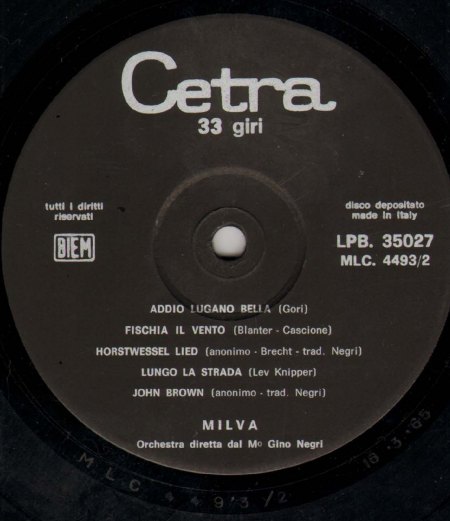 Cetra
33 giri
tutti i diritti
riservati
disco depositato
made in Italy
BIEM
LPB. 35027
MLC. 4493/2
ADDIO LUGANO BELLA (Gori)
FISCHIA IL VENTO (Blanter - Cascione)
HORSTWESSEL LIED (anonimo - Brecht - trad. Negri)
LUNGO LA STRADA (Lev Knipper)
JOHN BROWN (anonimo - trad. Negri)
MILVA
Orchestra diretta dal Mº Gino Negri
MLC 4493/2 18.3.65